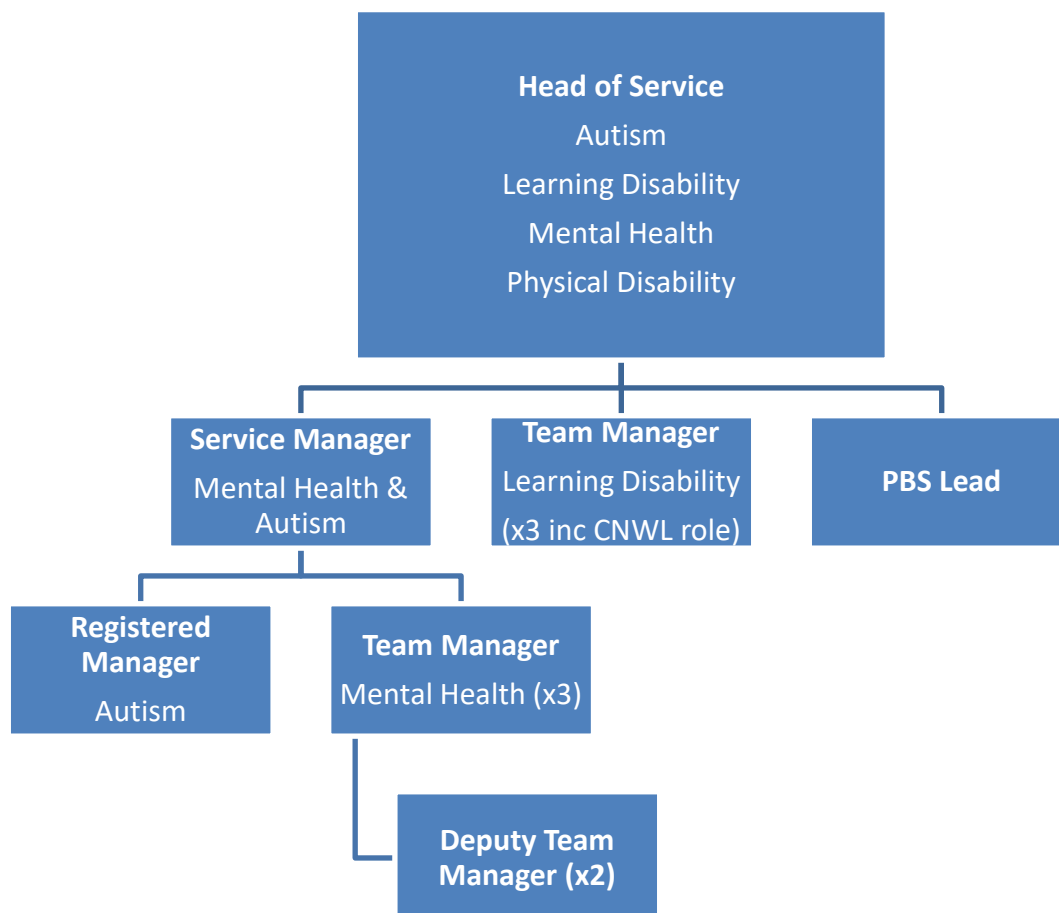 Head of Service
Autism
Learning Disability
Mental Health
Physical Disability
Service Manager
Mental Health &
Autism
Team Manager
Learning Disability
(x3 inc CNWL role)
PBS Lead
Registered
Manager
Autism
Team Manager
Mental Health (x3)
Deputy Team
Manager (x2)